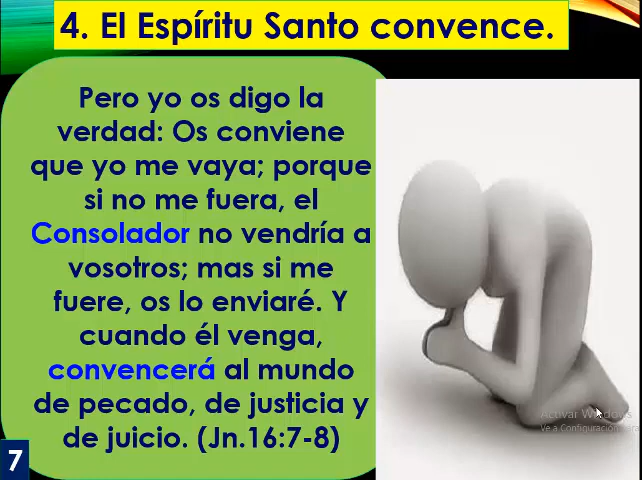 4. El Espíritu Santo convence.
Pero yo os digo la
verdad: Os conviene
que yo me vaya; porque
si no me fuera, el
Consolador no vendría a
vosotros; mas si me
fuere, os lo enviaré. Y
cuando él venga,
convencerá al mundo
de pecado, de justicia y
de juicio. (Jn.16:7-8)
7
Activar Windows
Ve a Configuración